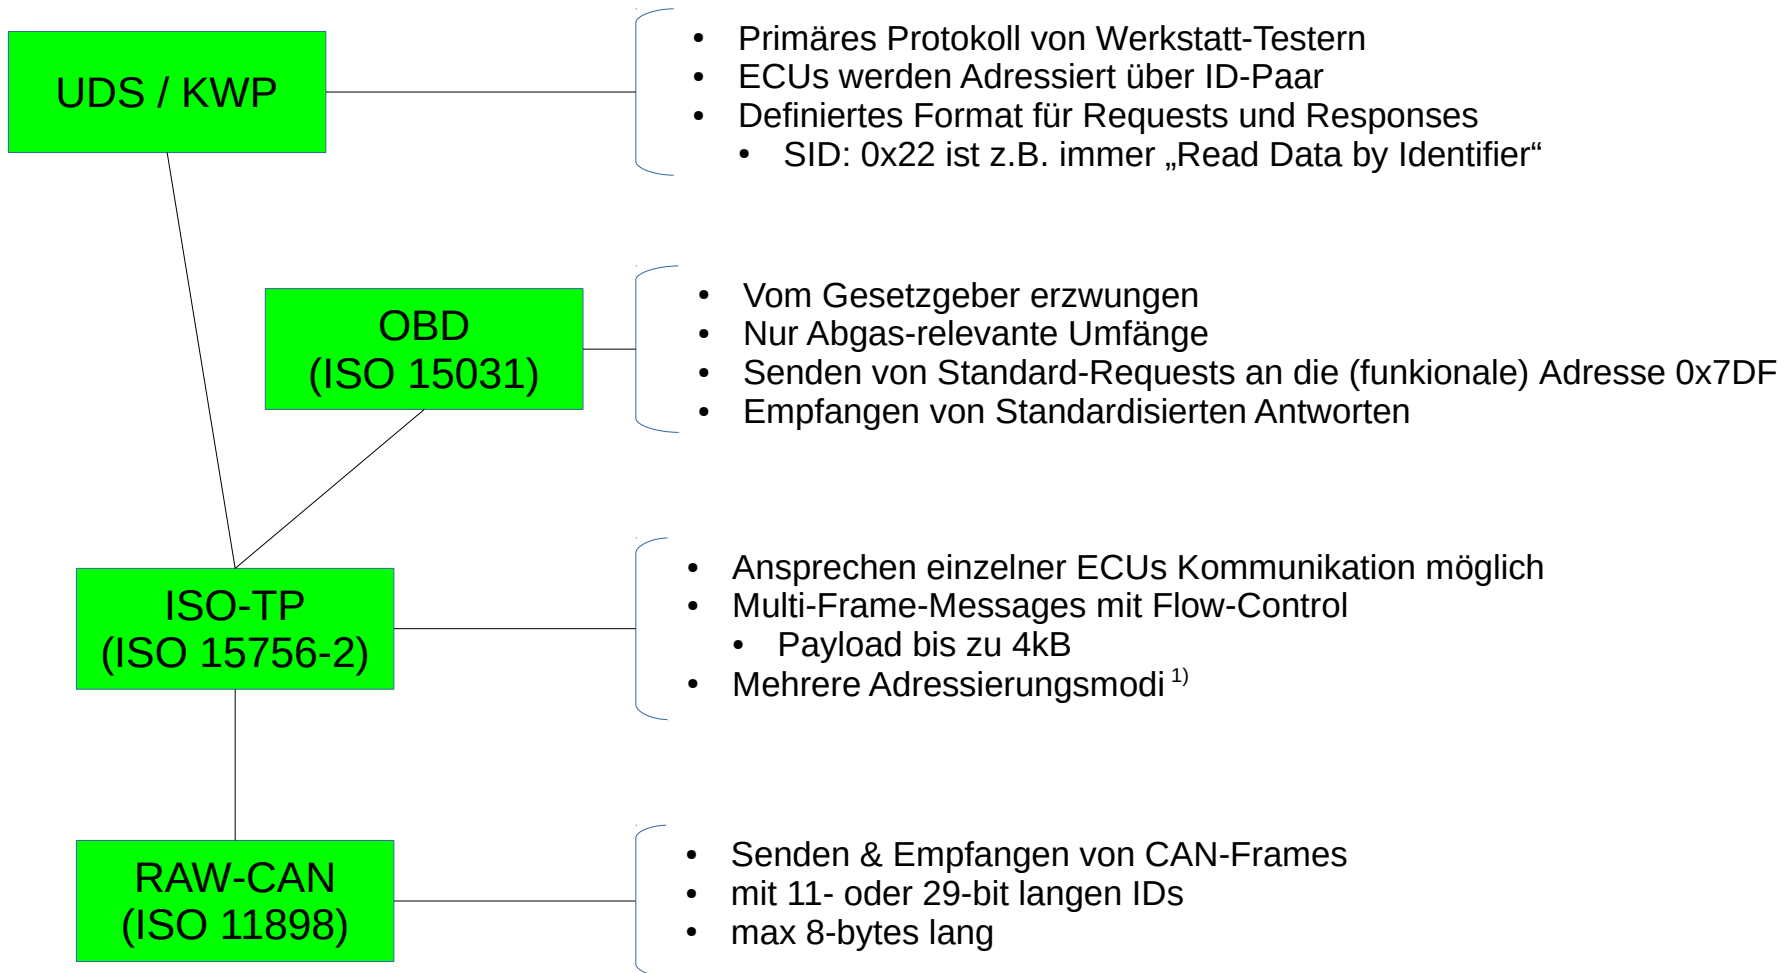 UDS / KWP
• Primäres Protokoll von Werkstatt-Testern
• ECUs werden Adressiert über ID-Paar
• Definiertes Format für Requests und Responses
• SID: 0x22 ist z.B. immer „Read Data by Identifier“
OBD
(ISO 15031)
• Vom Gesetzgeber erzwungen
• Nur Abgas-relevante Umfänge
• Senden von Standard-Requests an die (funkionale) Adresse 0x7DF
• Empfangen von Standardisierten Antworten
ISO-TP
(ISO 15756-2)
• Ansprechen einzelner ECUs Kommunikation möglich
• Multi-Frame-Messages mit Flow-Control
• Payload bis zu 4kB
• Mehrere Adressierungsmodi 1)
RAW-CAN
(ISO 11898)
• Senden & Empfangen von CAN-Frames
• mit 11- oder 29-bit langen IDs
• max 8-bytes lang